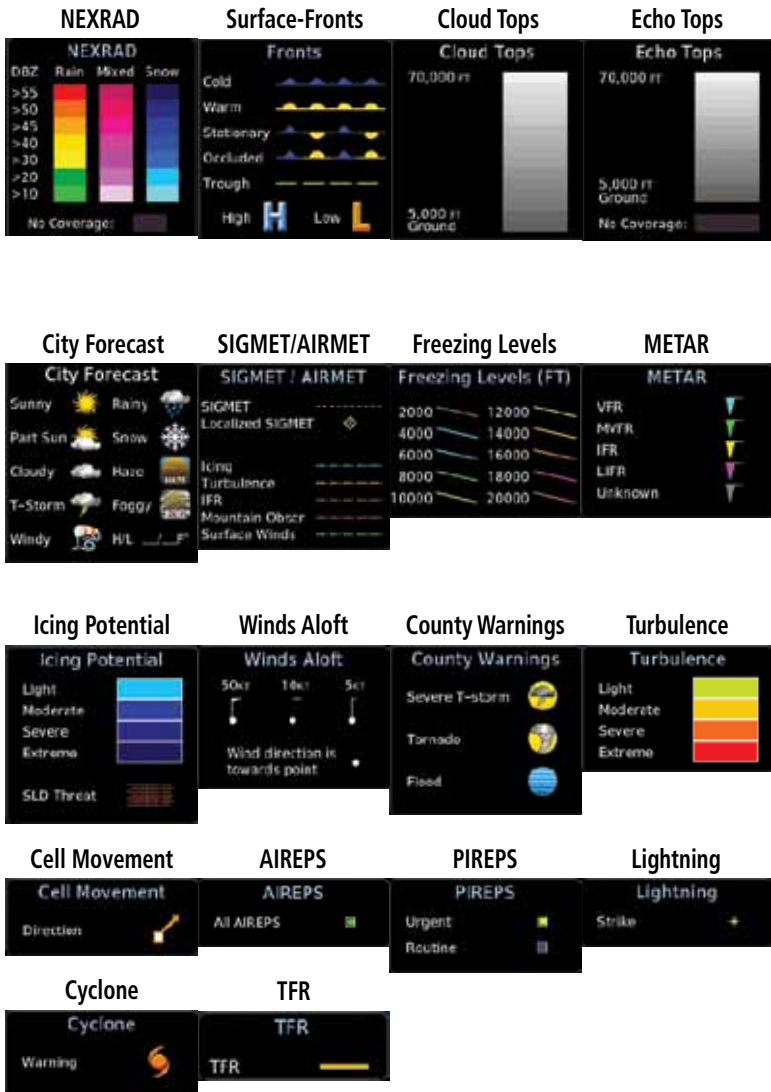 NEXRAD Surface-Fronts Cloud Tops Echo Tops
NEXRAD
DBZ Rain Mixed Snow
>55
>50
>45
>40
>30
>20
>10
No Coverage:
Fronts
Cold
Warm
Stationary
Occluded
Trough
High H Low L
Cloud Tops
70,000 FT
5,000 FT
Ground
Echo Tops
70,000 FT
5,000 FT
Ground
No Coverage:
City Forecast SIGMET/AIRMET Freezing Levels METAR
City Forecast
Sunny Rainy
Part Sun Snow
Cloudy Haze
T-Storm Foggy
Windy H/L __/__F°
SIGMET / AIRMET
SIGMET
Localized SIGMET
Icing
Turbulence
IFR
Mountain Obscr
Surface Winds
Freezing Levels (FT)
2000 12000
4000 14000
6000 16000
8000 18000
10000 20000
METAR
VFR
MVFR
IFR
LIFR
Unknown
Icing Potential Winds Aloft County Warnings Turbulence
Icing Potential
Light
Moderate
Severe
Extreme
SLD Threat
Winds Aloft
50KT 10KT 5KT
Wind direction is
towards point
County Warnings
Severe T-storm
Tornado
Flood
Turbulence
Light
Moderate
Severe
Extreme
Cell Movement AIREPS PIREPS Lightning
Cell Movement
Direction
AIREPS
All AIREPS
PIREPS
Urgent
Routine
Lightning
Strike
Cyclone TFR
Cyclone
Warning
TFR
TFR